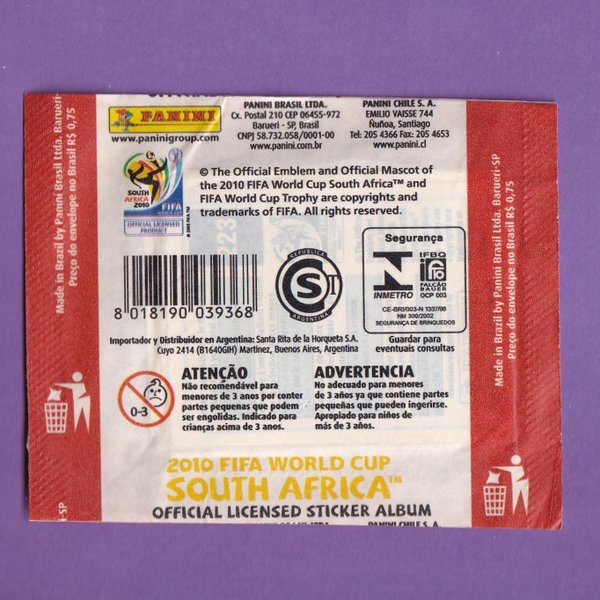 PANINI
www.paninigroup.com
PANINI BRASIL LTDA.
Cx. Postal 210 CEP 06455-972
Barueri - SP, Brasil
CNPJ 58.732.058/0001-00
www.panini.com.br
PANINI CHILE S. A.
EMILIO VAISSE 744
Ñuñoa, Santiago
Tel: 205 4366 Fax: 205 4653
www.panini.cl
SOUTH
AFRICA
2010
FIFA
WORLD CUP
OFFICIAL LICENSED
PRODUCT
© The Official Emblem and Official Mascot of
the 2010 FIFA World Cup South Africa™ and
FIFA World Cup Trophy are copyrights and
trademarks of FIFA. All rights reserved.
8 018190 039368
REPUBLICA
S
ARGENTINA
Segurança
INMETRO
IFBQ
FALCÃO
BAUER
OCP 003
CE-BRI/003-N 1337/98
NM 300/2002
SEGURANÇA DE BRINQUEDOS
Guardar para
eventuais consultas
Importador y Distribuidor en Argentina: Santa Rita de la Horqueta S.A.
Cuyo 2414 (B1640GIH) Martínez, Buenos Aires, Argentina
0-3
ATENÇÃO
Não recomendável para
menores de 3 anos por conter
partes pequenas que podem
ser engolidas. Indicado para
crianças acima de 3 anos.
ADVERTENCIA
No adecuado para menores
de 3 años ya que contiene partes
pequeñas que pueden ingerirse.
Apropiado para niños de
más de 3 años.
2010 FIFA WORLD CUP
SOUTH AFRICA™
OFFICIAL LICENSED STICKER ALBUM
PANINI CHILE S. A.
Made in Brazil by Panini Brasil Ltda, Barueri-
Preço do envelope no Brasil R$ 0,75
Made in Brazil by Panini Brasil Ltda, Barueri-SP
Preço do envelope no Brasil R$ 0,75
i-SP